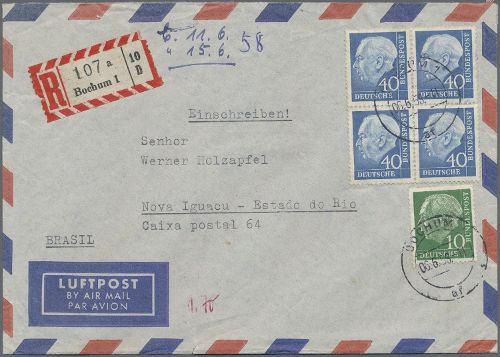 b. 11.6.
15.6. 58
R
107 a
Bochum 1
10
D
40
DEUTSCHE
BUNDESPOST
40
DEUTSCHE
BUNDESPOST
40
DEUTSCHE
BUNDESPOST
40
DEUTSCHE
BUNDESPOST
Einschreiben!
Senhor
Werner Holzapfel
Nova Iguacu - Estado do Rio
Caixa postal 64
BRASIL
10
DEUTSCHE
BUNDESPOST
BOCHUM
LUFTPOST
BY AIR MAIL
PAR AVION